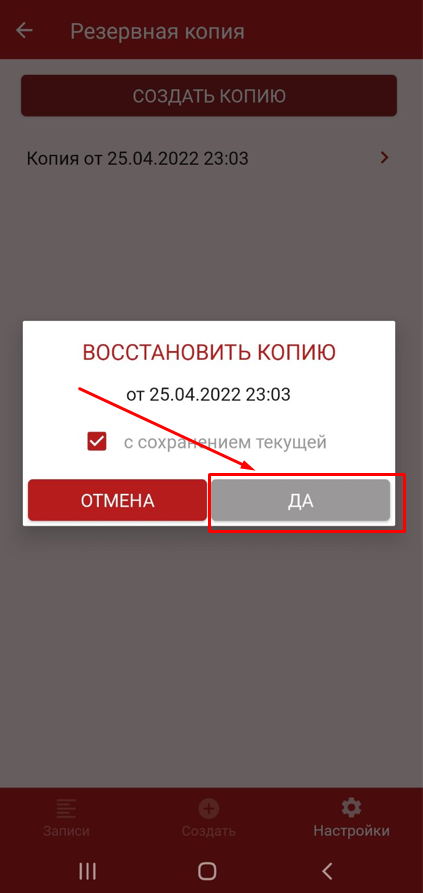 Резервная копия
СОЗДАТЬ КОПИЮ
Копия от 25.04.2022 23:03
ВОССТАНОВИТЬ КОПИЮ
от 25.04.2022 23:03
с сохранением текущей
ОТМЕНА ДА
Записи Создать Настройки